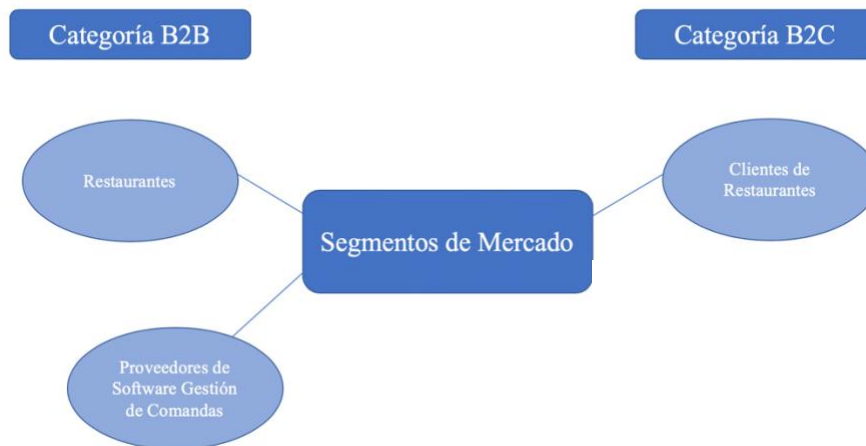 Categoría B2B
Categoría B2C
Restaurantes
Clientes de
Restaurantes
Segmentos de Mercado
Proveedores de
Software Gestión
de Comandas